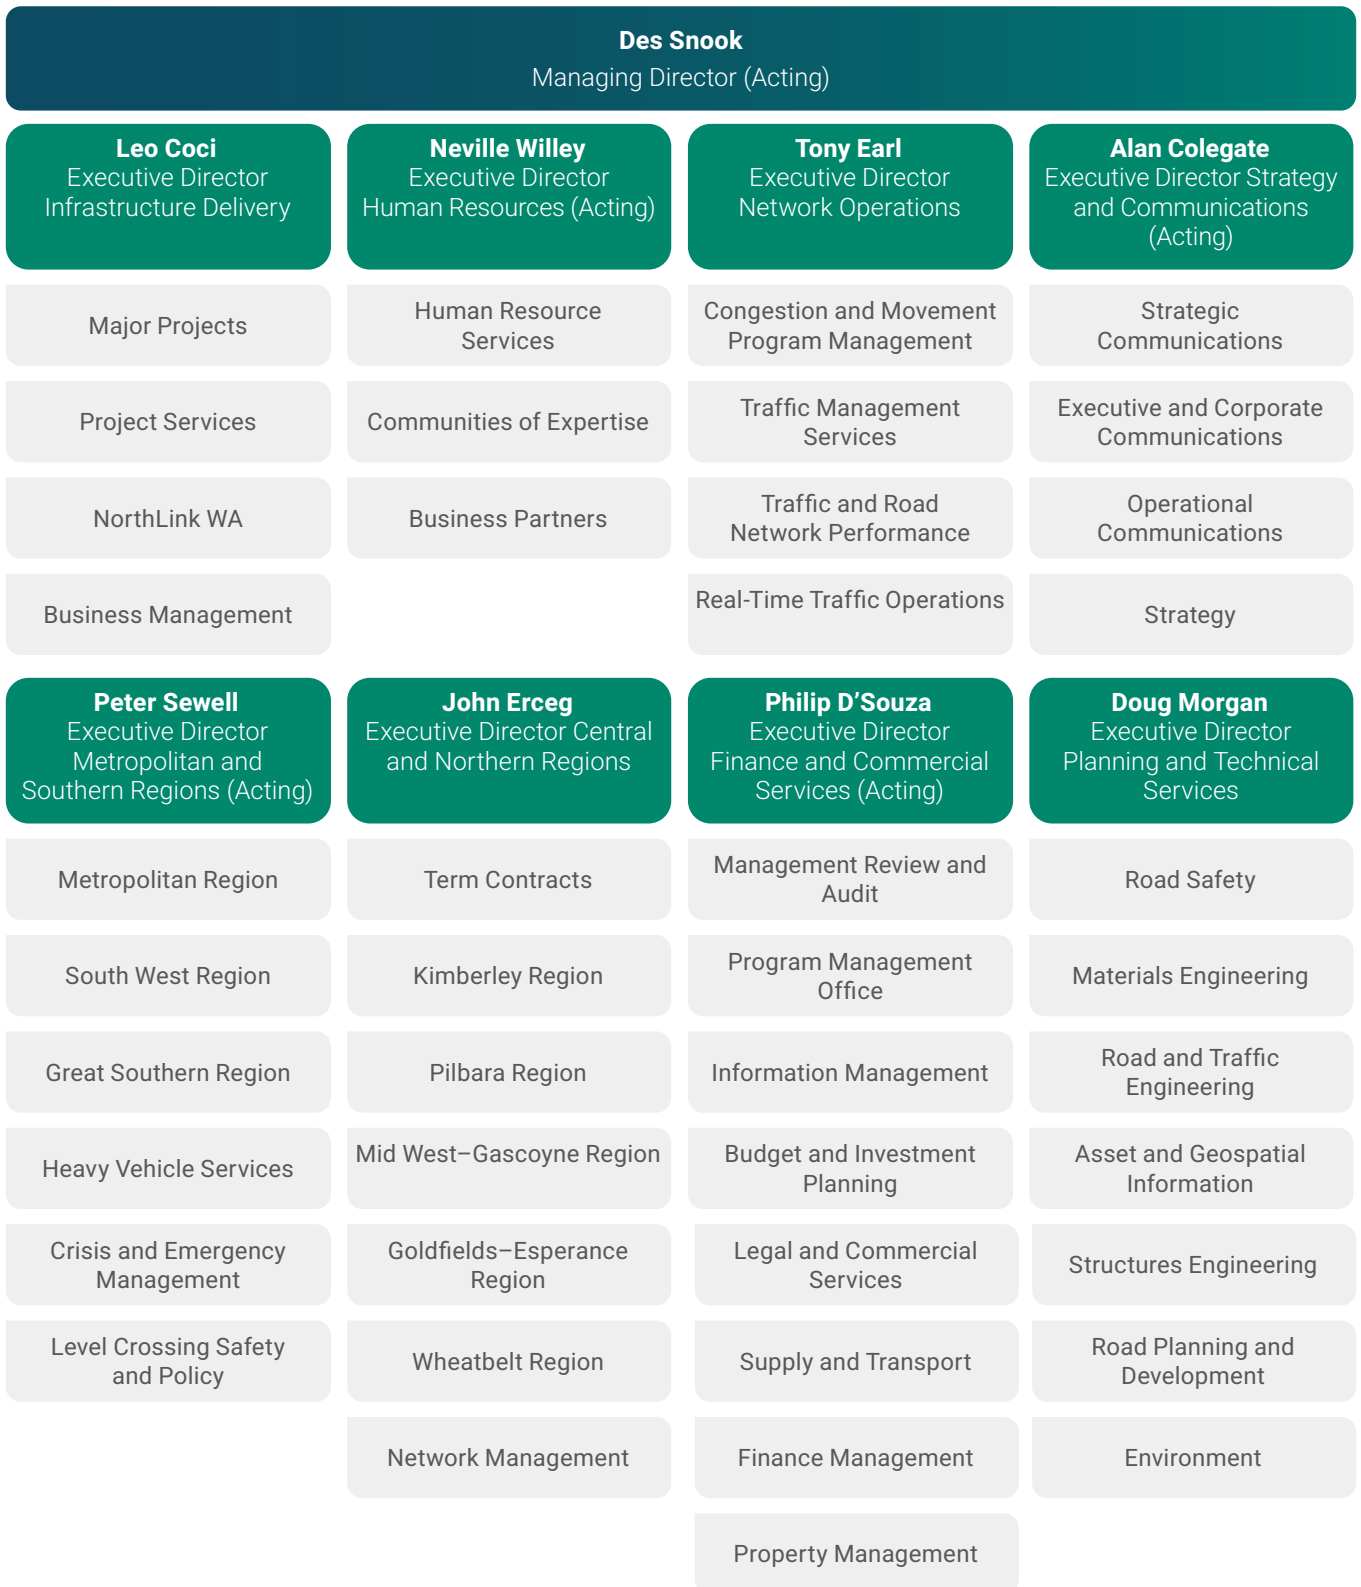 Des Snook
Managing Director (Acting)
Leo Coci
Executive Director
Infrastructure Delivery
Major Projects
Project Services
NorthLink WA
Business Management
Neville Willey
Executive Director
Human Resources (Acting)
Human Resource
Services
Communities of Expertise
Business Partners
Tony Earl
Executive Director
Network Operations
Congestion and Movement
Program Management
Traffic Management
Services
Traffic and Road
Network Performance
Real-Time Traffic Operations
Alan Colegate
Executive Director Strategy
and Communications
(Acting)
Strategic
Communications
Executive and Corporate
Communications
Operational
Communications
Strategy
Peter Sewell
Executive Director
Metropolitan and
Southern Regions (Acting)
Metropolitan Region
South West Region
Great Southern Region
Heavy Vehicle Services
Crisis and Emergency
Management
Level Crossing Safety
and Policy
John Erceg
Executive Director Central
and Northern Regions
Term Contracts
Kimberley Region
Pilbara Region
Mid West–Gascoyne Region
Goldfields–Esperance
Region
Wheatbelt Region
Network Management
Philip D’Souza
Executive Director
Finance and Commercial
Services (Acting)
Management Review and
Audit
Program Management
Office
Information Management
Budget and Investment
Planning
Legal and Commercial
Services
Supply and Transport
Finance Management
Property Management
Doug Morgan
Executive Director
Planning and Technical
Services
Road Safety
Materials Engineering
Road and Traffic
Engineering
Asset and Geospatial
Information
Structures Engineering
Road Planning and
Development
Environment